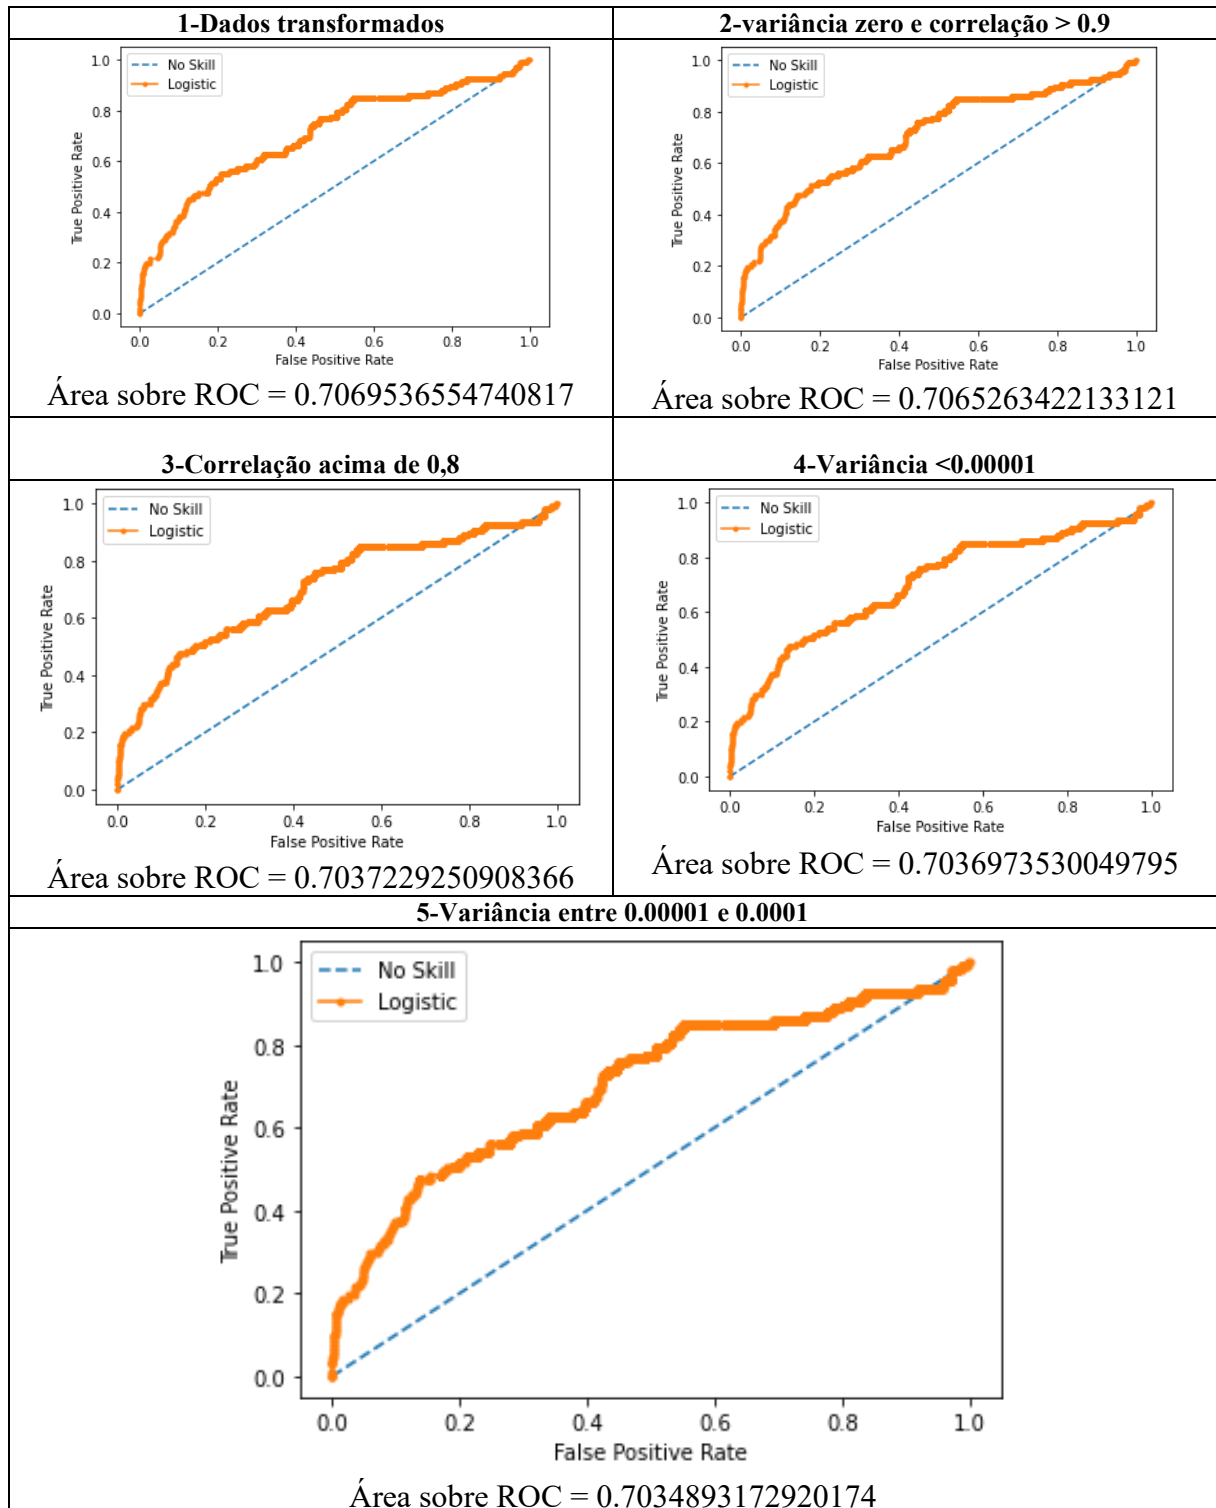 1-Dados transformados
2-variância zero e correlação > 0.9
No Skill
Logistic
1.0
0.8
0.6
0.4
0.2
0.0
True Positive Rate
0.0 0.2 0.4 0.6 0.8 1.0
False Positive Rate
Área sobre ROC = 0.7069536554740817
No Skill
Logistic
1.0
0.8
0.6
0.4
0.2
0.0
True Positive Rate
0.0 0.2 0.4 0.6 0.8 1.0
False Positive Rate
Área sobre ROC = 0.7065263422133121
3-Correlação acima de 0,8
4-Variância <0.00001
No Skill
Logistic
1.0
0.8
0.6
0.4
0.2
0.0
True Positive Rate
0.0 0.2 0.4 0.6 0.8 1.0
False Positive Rate
Área sobre ROC = 0.7037229250908366
No Skill
Logistic
1.0
0.8
0.6
0.4
0.2
0.0
True Positive Rate
0.0 0.2 0.4 0.6 0.8 1.0
False Positive Rate
Área sobre ROC = 0.7036973530049795
5-Variância entre 0.00001 e 0.0001
No Skill
Logistic
1.0
0.8
0.6
0.4
0.2
0.0
True Positive Rate
0.0 0.2 0.4 0.6 0.8 1.0
False Positive Rate
Área sobre ROC = 0.7034893172920174